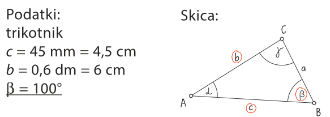 Podatki:
trikotnik
c = 45 mm = 4,5 cm
b = 0,6 dm = 6 cm
β = 100°
Skica:
C
b
γ
a
A
α
β
c
B